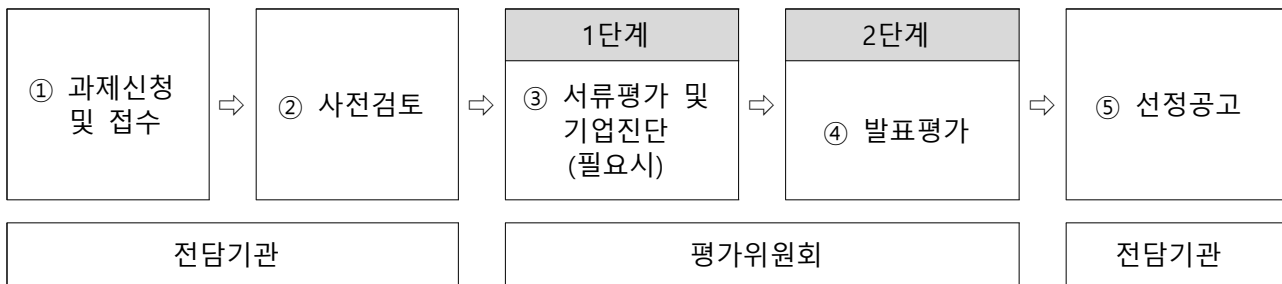 ① 과제신청
및 접수
⇨
② 사전검토
⇨
1단계
③ 서류평가 및
기업진단
(필요시)
⇨
2단계
④ 발표평가
⇨
⑤ 선정공고
전담기관
평가위원회
전담기관